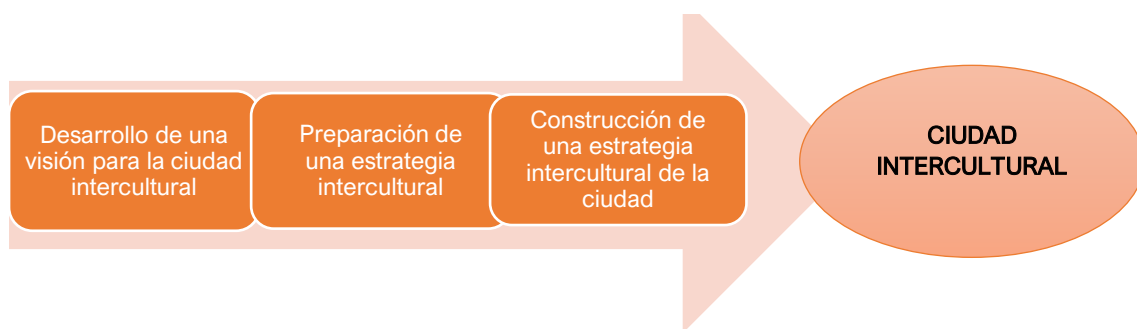 Desarrollo de una
visión para la ciudad
intercultural
Preparación de
una estrategia
intercultural
Construcción de
una estrategia
intercultural de la
ciudad
CIUDAD
INTERCULTURAL